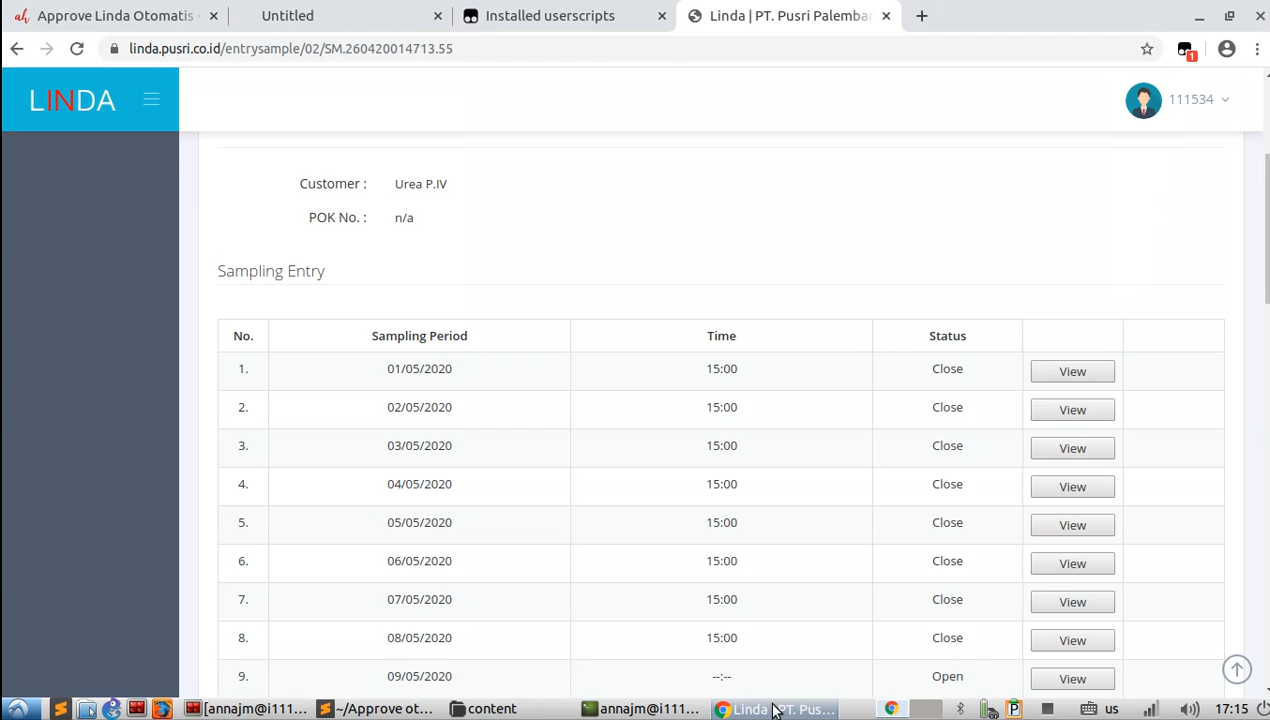 Approve Linda Otomatis
Untitled
Installed userscripts
Linda | PT. Pusri Palemba
linda.pusri.co.id/entrysample/02/SM.260420014713.55
1
LINDA
111534
Customer : Urea P.IV
POK No. : n/a
Sampling Entry
No. Sampling Period Time Status
1. 01/05/2020 15:00 Close View
2. 02/05/2020 15:00 Close View
3. 03/05/2020 15:00 Close View
4. 04/05/2020 15:00 Close View
5. 05/05/2020 15:00 Close View
6. 06/05/2020 15:00 Close View
7. 07/05/2020 15:00 Close View
8. 08/05/2020 15:00 Close View
9. 09/05/2020 --:-- Open View
[annajm@i111... ~/Approve ot... content annajm@i111... Linda | PT. Pus... P us 17:15